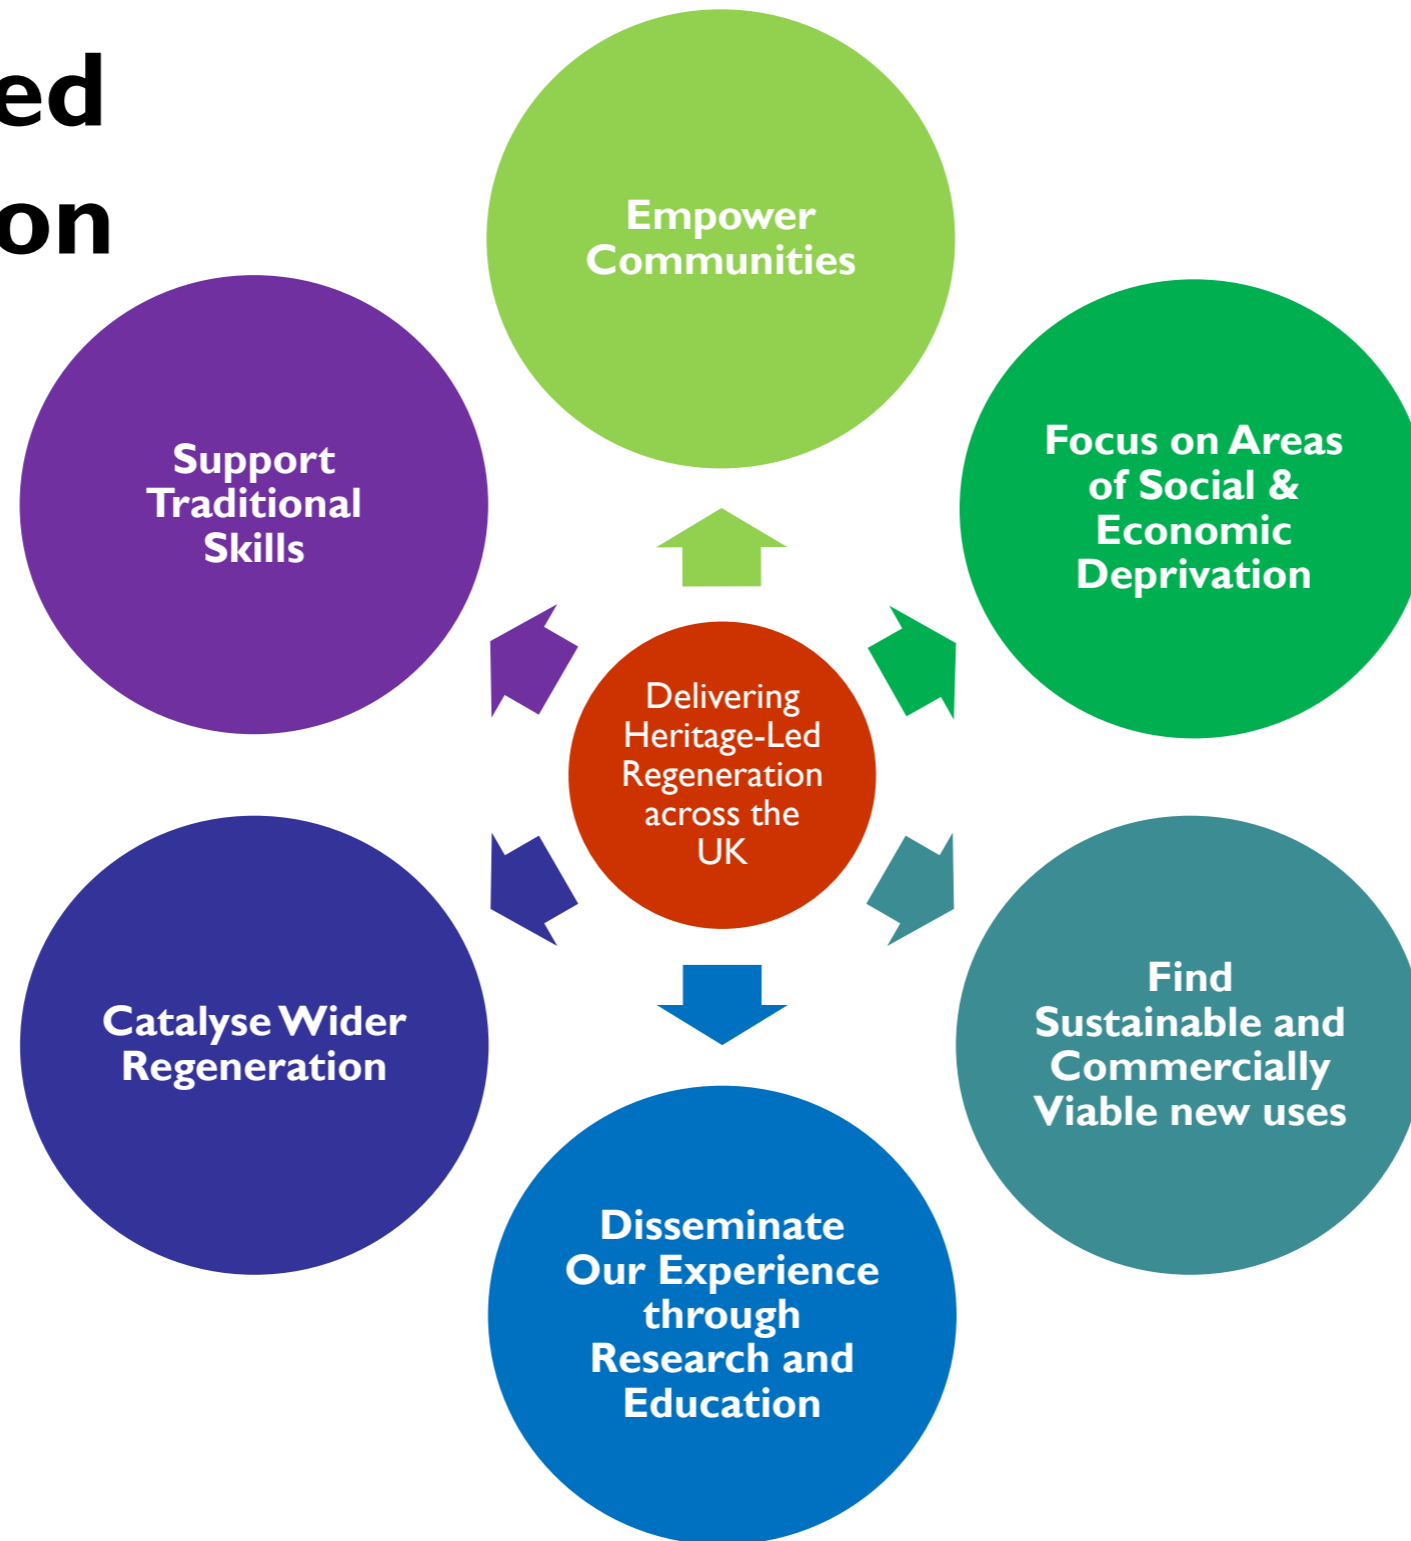 ed
on
Empower
Communities
Support
Traditional
Skills
Focus on Areas
of Social &
Economic
Deprivation
Delivering
Heritage-Led
Regeneration
across the
UK
Catalyse Wider
Regeneration
Find
Sustainable and
Commercially
Viable new uses
Disseminate
Our Experience
through
Research and
Education